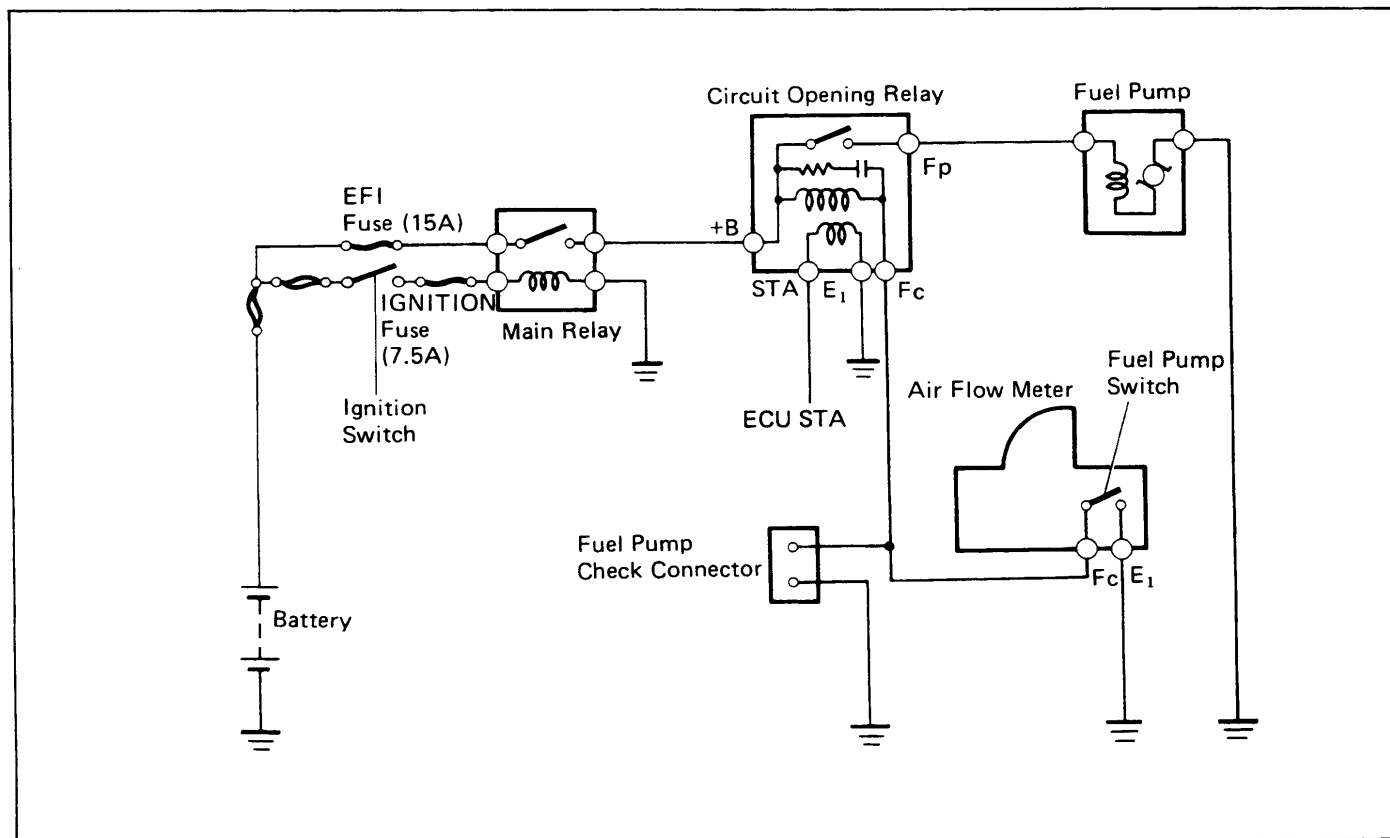 Circuit Opening Relay
Fuel Pump
Fp
EFI
Fuse (15A)
+B
STA
E₁
Fc
IGNITION
Fuse
(7.5A)
Main Relay
Ignition
Switch
ECU STA
Air Flow Meter
Fuel Pump
Switch
Fuel Pump
Check Connector
Fc
E₁
Battery